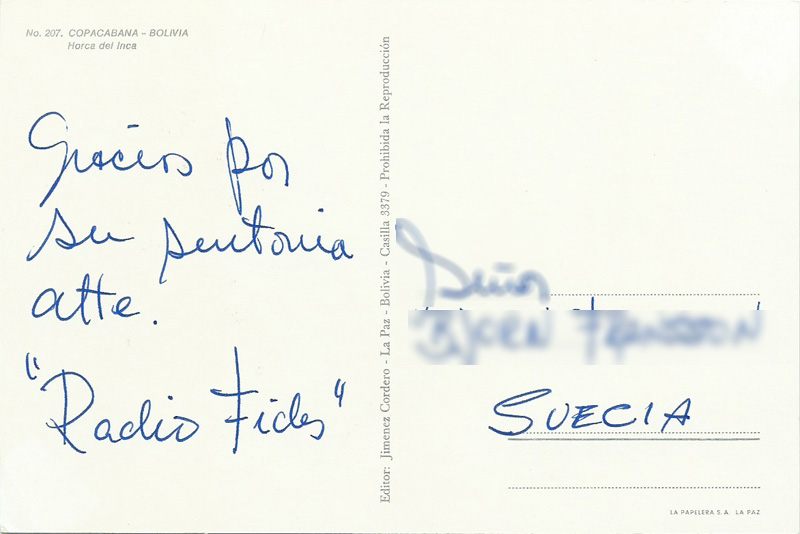 No. 207. COPACABANA - BOLIVIA
Horca del Inca
Gracias por
su sintonia
atte.
"Radio Fides"
Editor: Jimenez Cordero - La Paz - Bolivia - Casilla 3379 - Prohibida la Reproducción
SUECIA
LA PAPELERA S.A. LA PAZ